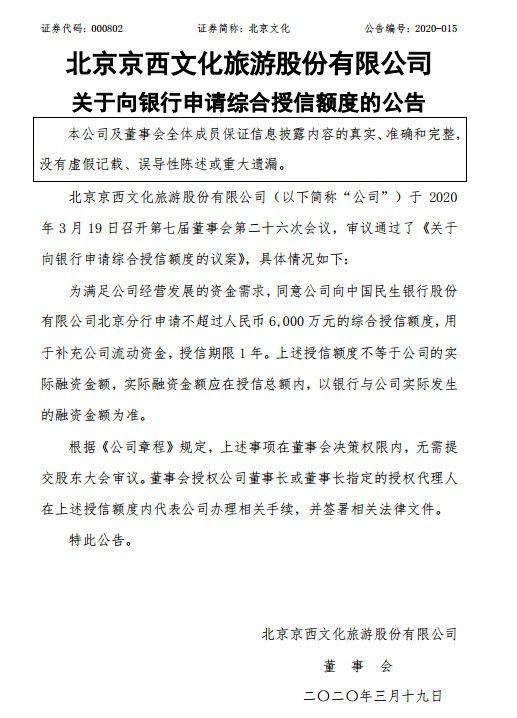 证券代码：000802 证券简称：北京文化 公告编号：2020-015
北京京西文化旅游股份有限公司
关于向银行申请综合授信额度的公告
本公司及董事会全体成员保证信息披露内容的真实、准确和完整，
没有虚假记载、误导性陈述或重大遗漏。
北京京西文化旅游股份有限公司（以下简称“公司”）于 2020
年 3 月 19 日召开第七届董事会第二十六次会议，审议通过了《关于
向银行申请综合授信额度的议案》，具体情况如下：
为满足公司经营发展的资金需求，同意公司向中国民生银行股份
有限公司北京分行申请不超过人民币 6,000 万元的综合授信额度，用
于补充公司流动资金，授信期限 1 年。上述授信额度不等于公司的实
际融资金额，实际融资金额应在授信总额内，以银行与公司实际发生
的融资金额为准。
根据《公司章程》规定，上述事项在董事会决策权限内，无需提
交股东大会审议。董事会授权公司董事长或董事长指定的授权代理人
在上述授信额度内代表公司办理相关手续，并签署相关法律文件。
特此公告。
北京京西文化旅游股份有限公司
董 事 会
二〇二〇年三月十九日